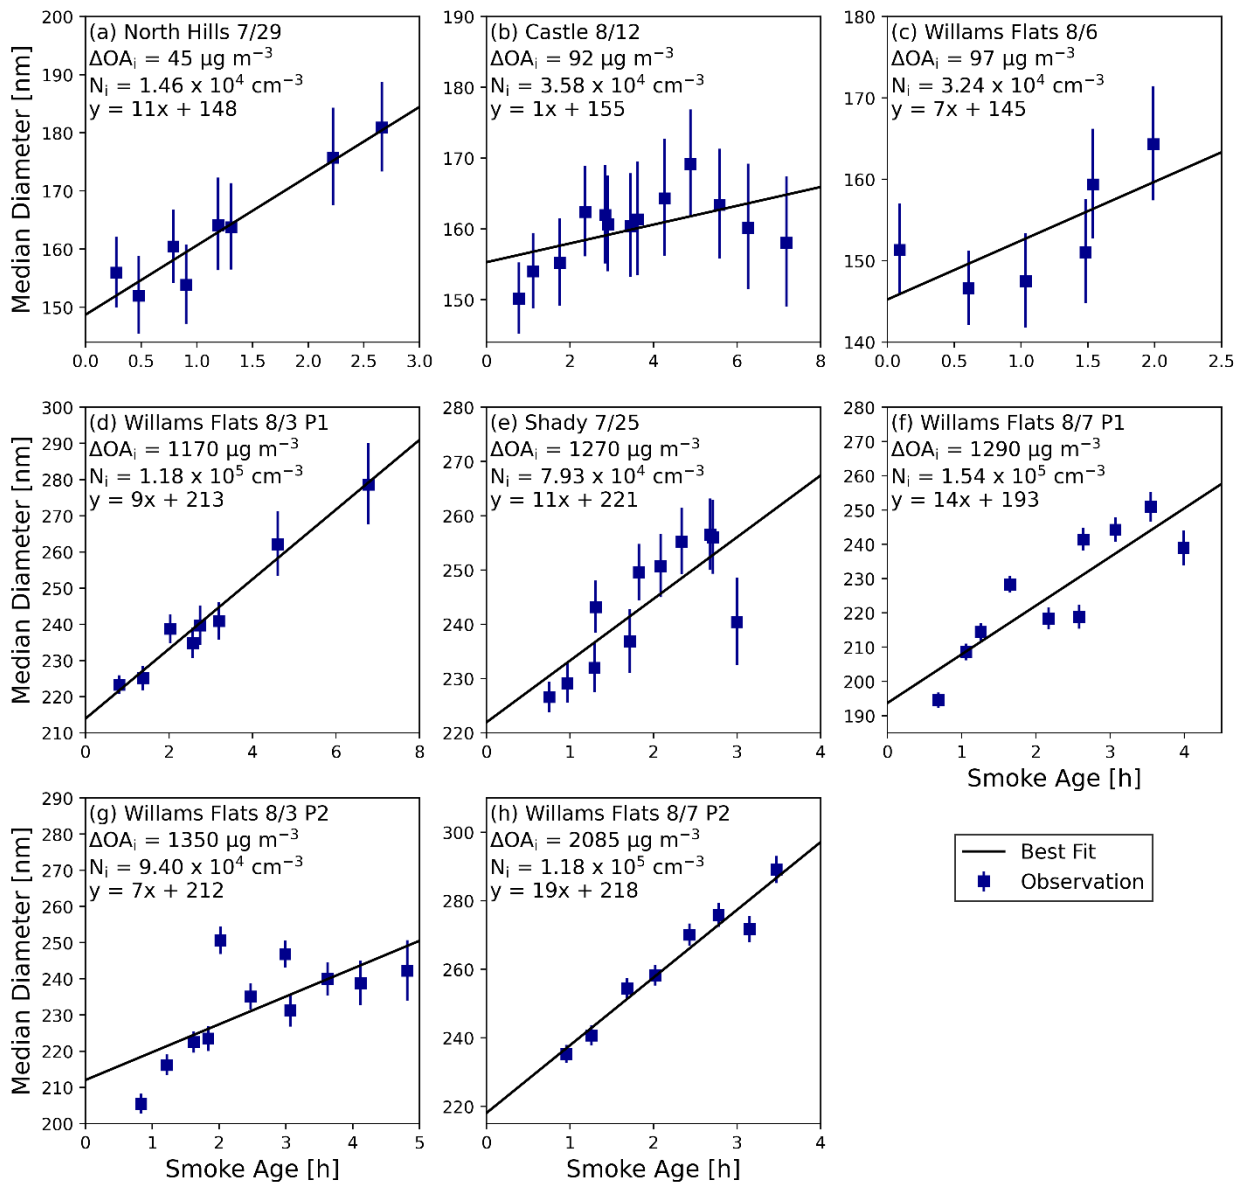 (a) North Hills 7/29
ΔOAᵢ = 45 µg m⁻³
Nᵢ = 1.46 x 10⁴ cm⁻³
y = 11x + 148
Median Diameter [nm]
200
190
180
170
160
150
0.0 0.5 1.0 1.5 2.0 2.5 3.0
(b) Castle 8/12
ΔOAᵢ = 92 µg m⁻³
Nᵢ = 3.58 x 10⁴ cm⁻³
y = 1x + 155
190
180
170
160
150
0 2 4 6 8
(c) Willams Flats 8/6
ΔOAᵢ = 97 µg m⁻³
Nᵢ = 3.24 x 10⁴ cm⁻³
y = 7x + 145
180
170
160
150
140
0.0 0.5 1.0 1.5 2.0 2.5
(d) Willams Flats 8/3 P1
ΔOAᵢ = 1170 µg m⁻³
Nᵢ = 1.18 x 10⁵ cm⁻³
y = 9x + 213
Median Diameter [nm]
300
290
280
270
260
250
240
230
220
210
0 2 4 6 8
(e) Shady 7/25
ΔOAᵢ = 1270 µg m⁻³
Nᵢ = 7.93 x 10⁴ cm⁻³
y = 11x + 221
280
270
260
250
240
230
220
0 1 2 3 4
(f) Willams Flats 8/7 P1
ΔOAᵢ = 1290 µg m⁻³
Nᵢ = 1.54 x 10⁵ cm⁻³
y = 14x + 193
280
270
260
250
240
230
220
210
200
190
0 1 2 3 4
Smoke Age [h]
(g) Willams Flats 8/3 P2
ΔOAᵢ = 1350 µg m⁻³
Nᵢ = 9.40 x 10⁴ cm⁻³
y = 7x + 212
Median Diameter [nm]
290
280
270
260
250
240
230
220
210
200
0 1 2 3 4 5
Smoke Age [h]
(h) Willams Flats 8/7 P2
ΔOAᵢ = 2085 µg m⁻³
Nᵢ = 1.18 x 10⁵ cm⁻³
y = 19x + 218
300
280
260
240
220
0 1 2 3 4
Smoke Age [h]
Best Fit
Observation